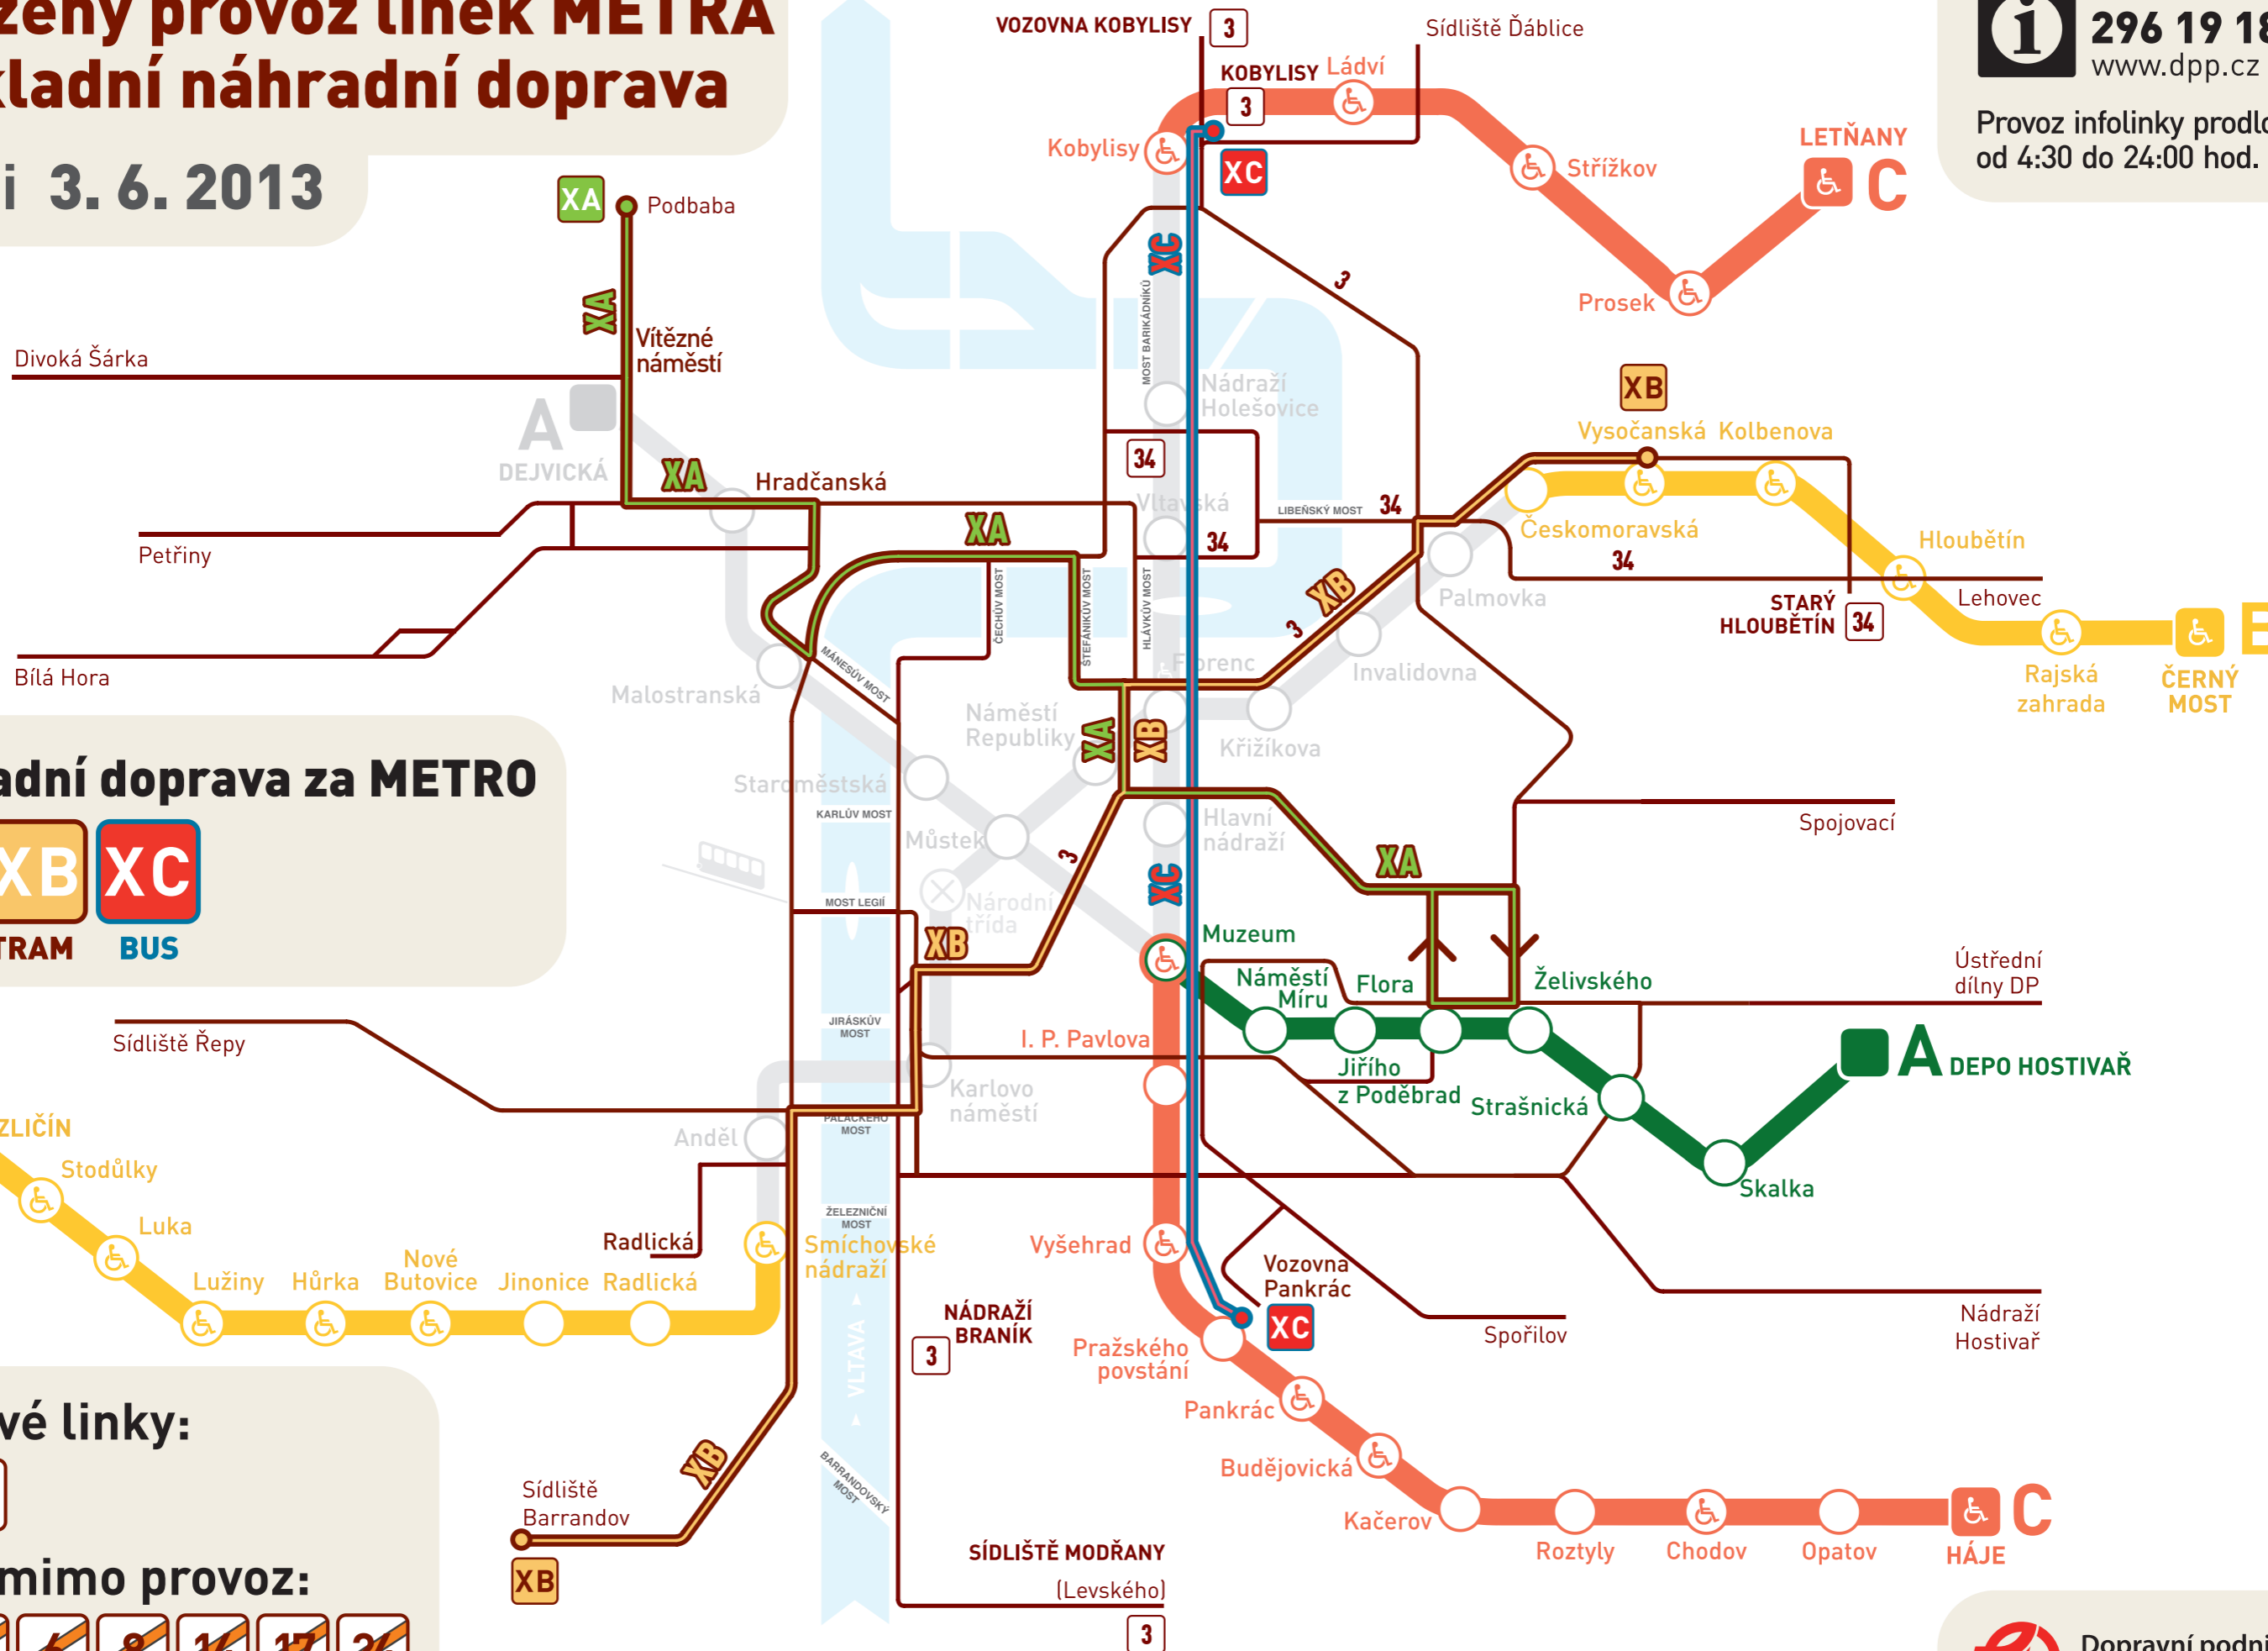 provoz linek METRA
náhradní doprava
3. 6. 2013
296 19 18
www.dpp.cz
Provoz infolinky
od 4:30 do 24:00 hod.
VOZOVNA KOBYLISY 3
Sídliště Ďáblice
KOBYLISY
3
Ládví
Kobylisy
XC
Střížkov
LETŇANY
C
Prosek
XA
Podbaba
XA
Vítězné
náměstí
Divoká Šárka
A
DEJVICKÁ
XC
MOST BARIKÁDNÍKŮ
3
Nádraží
Holešovice
XB
Vysočanská
Kolbenova
XA
Hradčanská
34
Vltavská
34
LIBEŇSKÝ MOST
34
Českomoravská
Hloubětín
34
Petřiny
XA
ČECHŮV MOST
ŠTEFÁNIKŮV MOST
HLÁVKŮV MOST
XB
3
Palmovka
STARÝ
HLOUBĚTÍN
34
Lehovec
Bílá Hora
Malostranská
MÁNESŮV MOST
Florenc
Invalidovna
Rajská
zahrada
ČERNÝ
MOST
Náměstí
Republiky
XA
XB
Křižíkova
doprava za METRO
XB
XC
TRAM
BUS
Staroměstská
KARLŮV MOST
Můstek
Hlavní
nádraží
Spojovací
3
XC
XA
MOST LEGIÍ
Národní
třída
XB
Muzeum
Náměstí
Míru
Flora
Želivského
Ústřední
dílny DP
Sídliště Řepy
JIRÁSKŮV
MOST
I. P. Pavlova
Jiřího
z Poděbrad
Strašnická
A
DEPO HOSTIVAŘ
Karlovo
náměstí
PALACKÉHO
MOST
Anděl
Skalka
ZLIČÍN
Stodůlky
Luka
Lužiny
Hůrka
Nové
Butovice
Jinonice
Radlická
Radlická
ŽELEZNIČNÍ
MOST
Smíchovské
nádraží
Vyšehrad
Vozovna
Pankrác
XC
NÁDRAŽÍ
BRANÍK
3
VLTAVA
Pražského
povstání
Spořilov
Nádraží
Hostivař
Pankrác
Budějovická
Kačerov
Roztyly
Chodov
Opatov
HÁJE
C
linky:
XB
Sídliště
Barrandov
XB
BARRANDOVSKÝ
MOST
SÍDLIŠTĚ MODŘANY
(Levského)
3
mimo provoz:
6 8 14 17 24
Dopravní